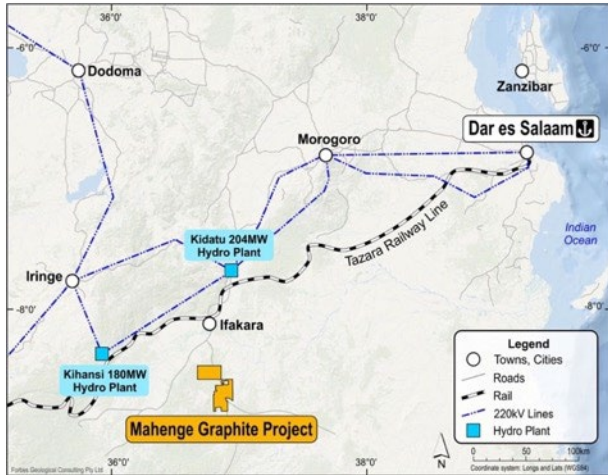 36°0
38°0
-6°0
-6°0
Dodoma
Zanzibar
Dar es Salaam
Morogoro
Tazara Railway Line
Indian
Ocean
Kidatu 204MW
Hydro Plant
Iringe
-8°0
-8°0
Ifakara
Kihansi 180MW
Hydro Plant
Mahenge Graphite Project
Legend
Towns, Cities
Roads
Rail
220kV Lines
Hydro Plant
N
0 50 100km
Coordinate system: Longs and Lats (WGS84)
Forbes Geological Consulting Pty Ltd
36°0
38°0